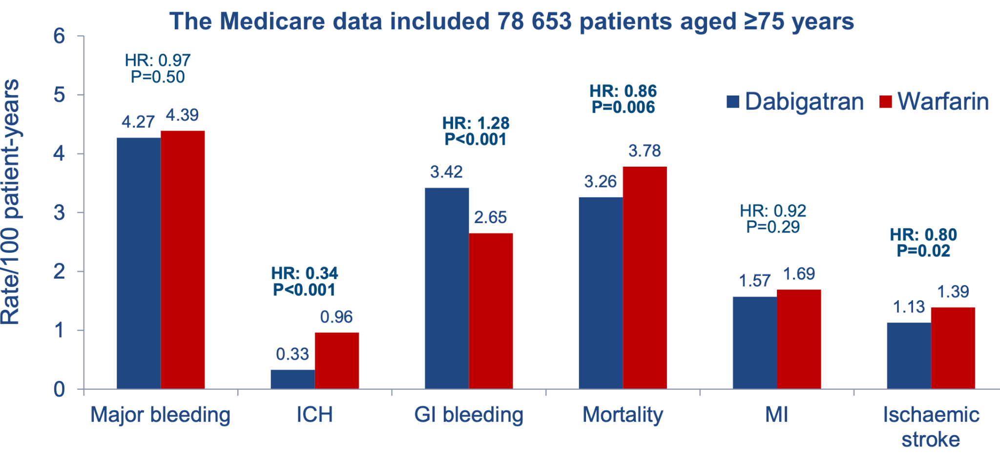 The Medicare data included 78 653 patients aged ≥75 years
Rate/100 patient-years
6
5
4
3
2
1
0
HR: 0.97
P=0.50
4.27
4.39
HR: 0.34
P<0.001
0.33
0.96
HR: 1.28
P<0.001
3.42
2.65
HR: 0.86
P=0.006
3.26
3.78
HR: 0.92
P=0.29
1.57
1.69
HR: 0.80
P=0.02
1.13
1.39
Dabigatran
Warfarin
Major bleeding
ICH
GI bleeding
Mortality
MI
Ischaemic
stroke